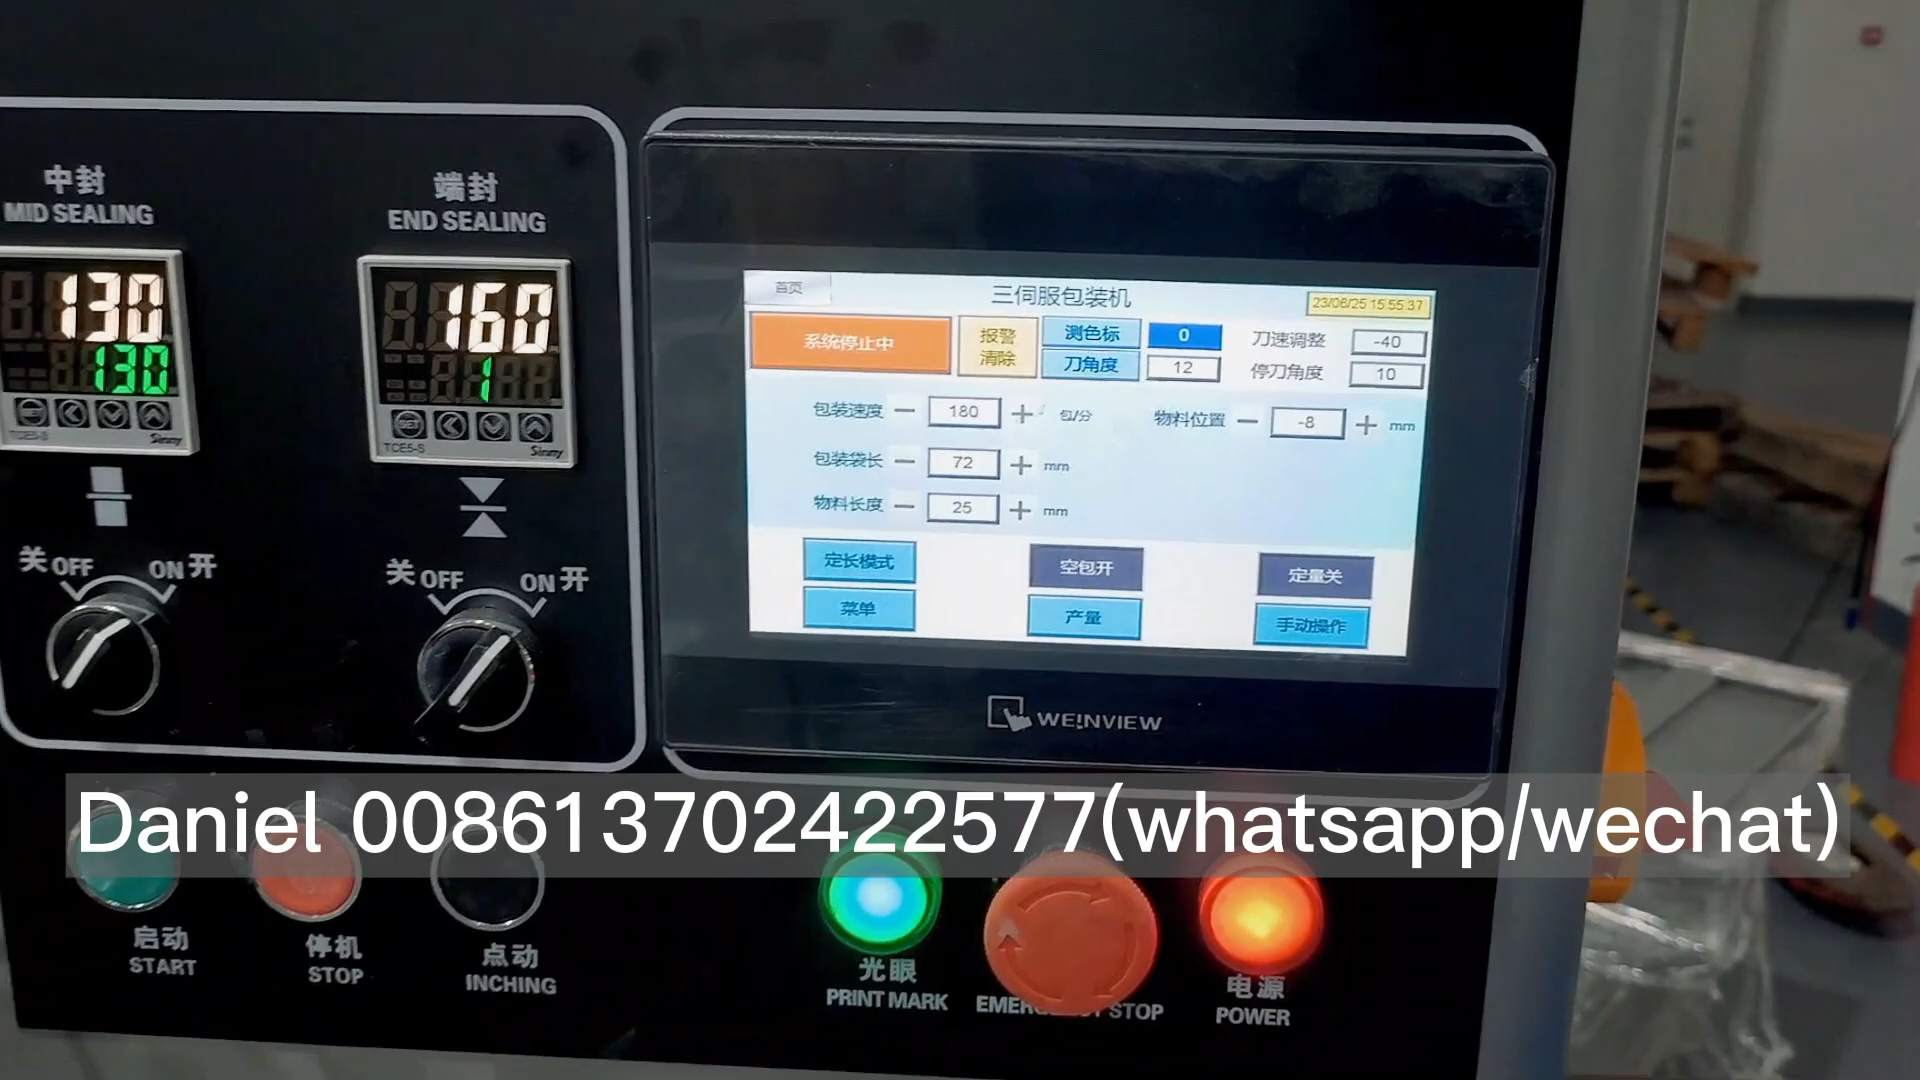 中封
MID SEALING
130
130
SET
TCE5-S
Sinny
关 OFF
ON 开
端封
END SEALING
160
1
SET
TCE5-S
Sinny
关 OFF
ON 开
首页
三伺服包装机
23/06/25 15:55:37
系统停止中
报警
清除
测色标
0
刀速调整
-40
刀角度
12
停刀角度
10
包装速度
180
包/分
物料位置
-8
mm
包装袋长
72
mm
物料长度
25
mm
定长模式
空包开
定量关
菜单
产量
手动操作
WEINVIEW
Daniel 008613702422577(whatsapp/wechat)
启动
START
停机
STOP
点动
INCHING
光眼
PRINT MARK
STOP
电源
POWER